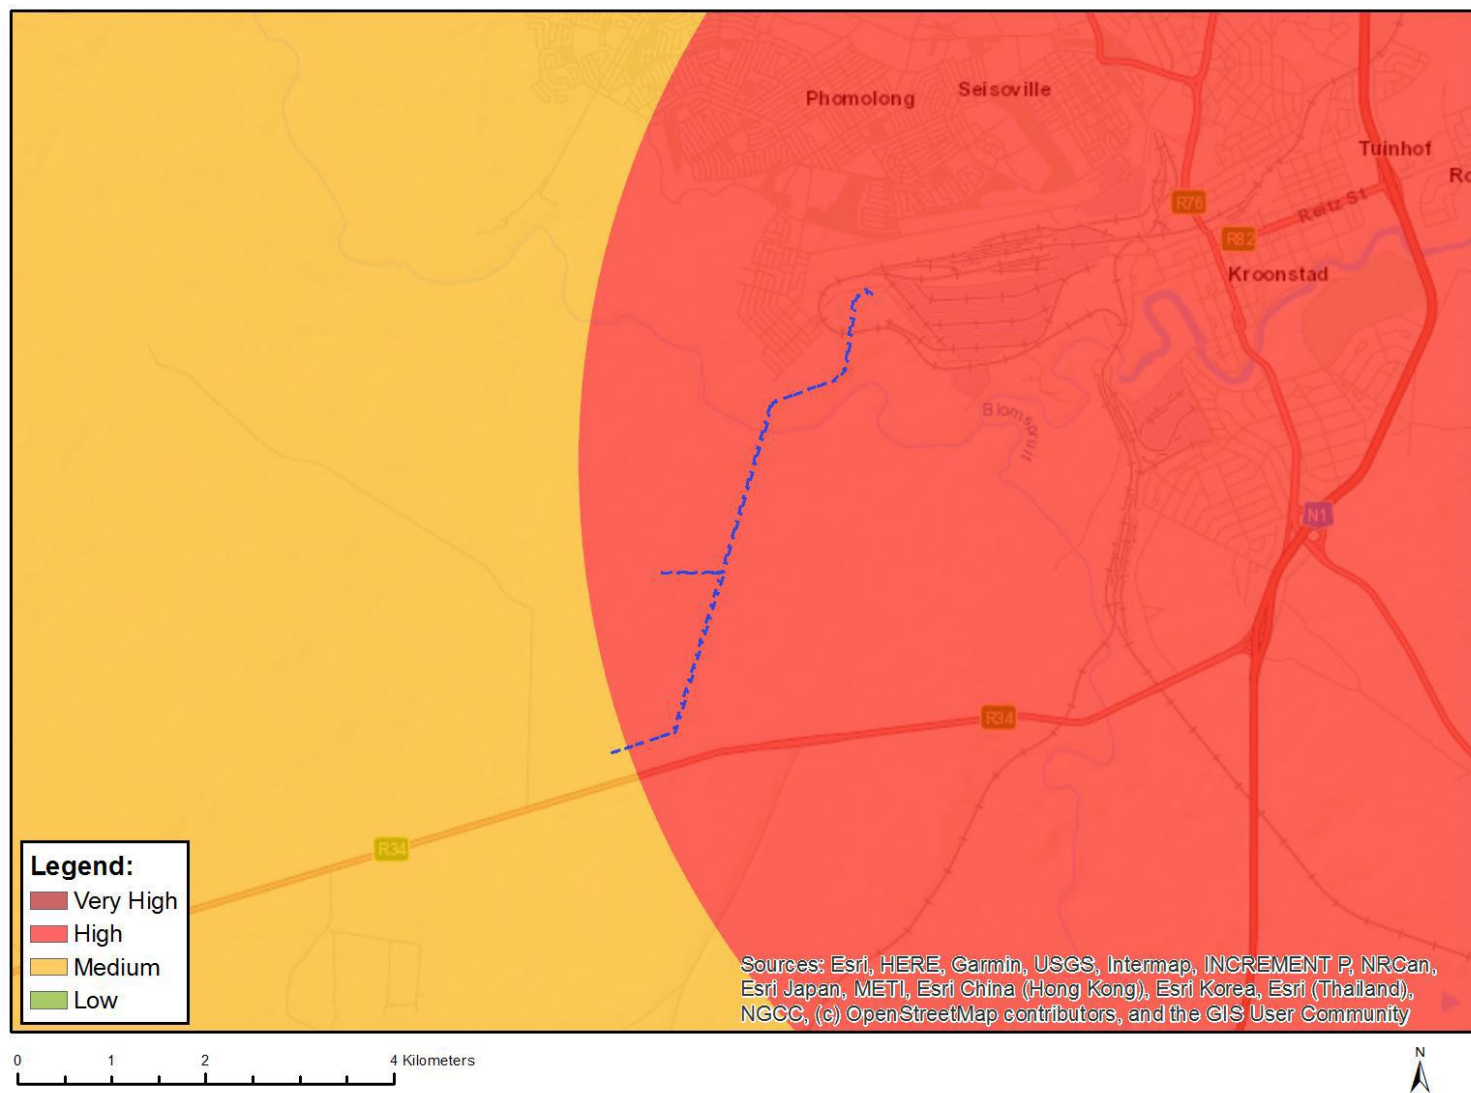 Phomolong
Seisoville
Tuinhof
Ro
R76
Reitz St
R82
Kroonstad
Blomspruit
N1
R34
R34
Legend:
Very High
High
Medium
Low
Sources: Esri, HERE, Garmin, USGS, Intermap, INCREMENT P, NRCan,
Esri Japan, METI, Esri China (Hong Kong), Esri Korea, Esri (Thailand),
NGCC, (c) OpenStreetMap contributors, and the GIS User Community
0 1 2 4 Kilometers
N